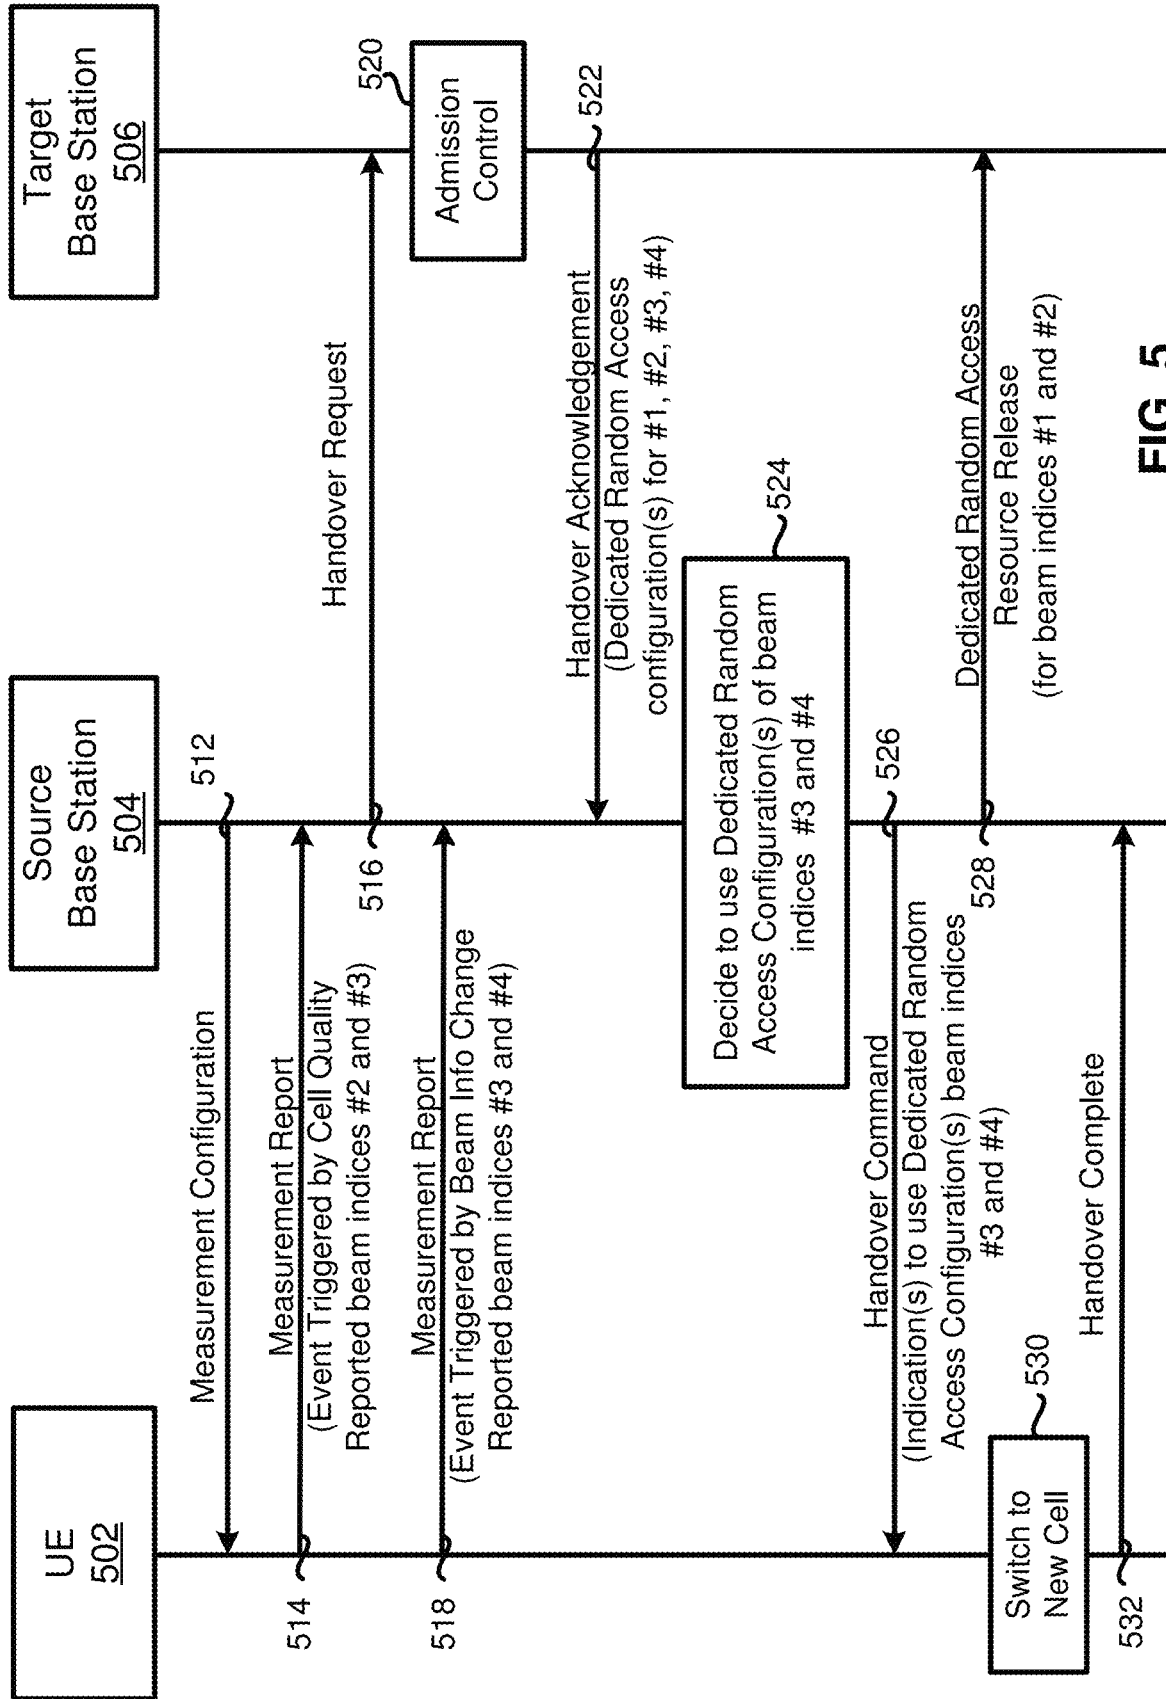 UE
502
Source
Base Station
504
Target
Base Station
506
512
Measurement Configuration
514
Measurement Report
(Event Triggered by Cell Quality
Reported beam indices #2 and #3)
Handover Request
516
518
Measurement Report
(Event Triggered by Beam Info Change
Reported beam indices #3 and #4)
520
Admission
Control
522
Handover Acknowledgement
(Dedicated Random Access
configuration(s) for #1, #2, #3, #4)
524
Decide to use Dedicated Random
Access Configuration(s) of beam
indices #3 and #4
526
Handover Command
(Indication(s) to use Dedicated Random
Access Configuration(s) beam indices
#3 and #4)
528
Dedicated Random Access
Resource Release
(for beam indices #1 and #2)
530
Switch to
New Cell
532
Handover Complete
FIG. 5